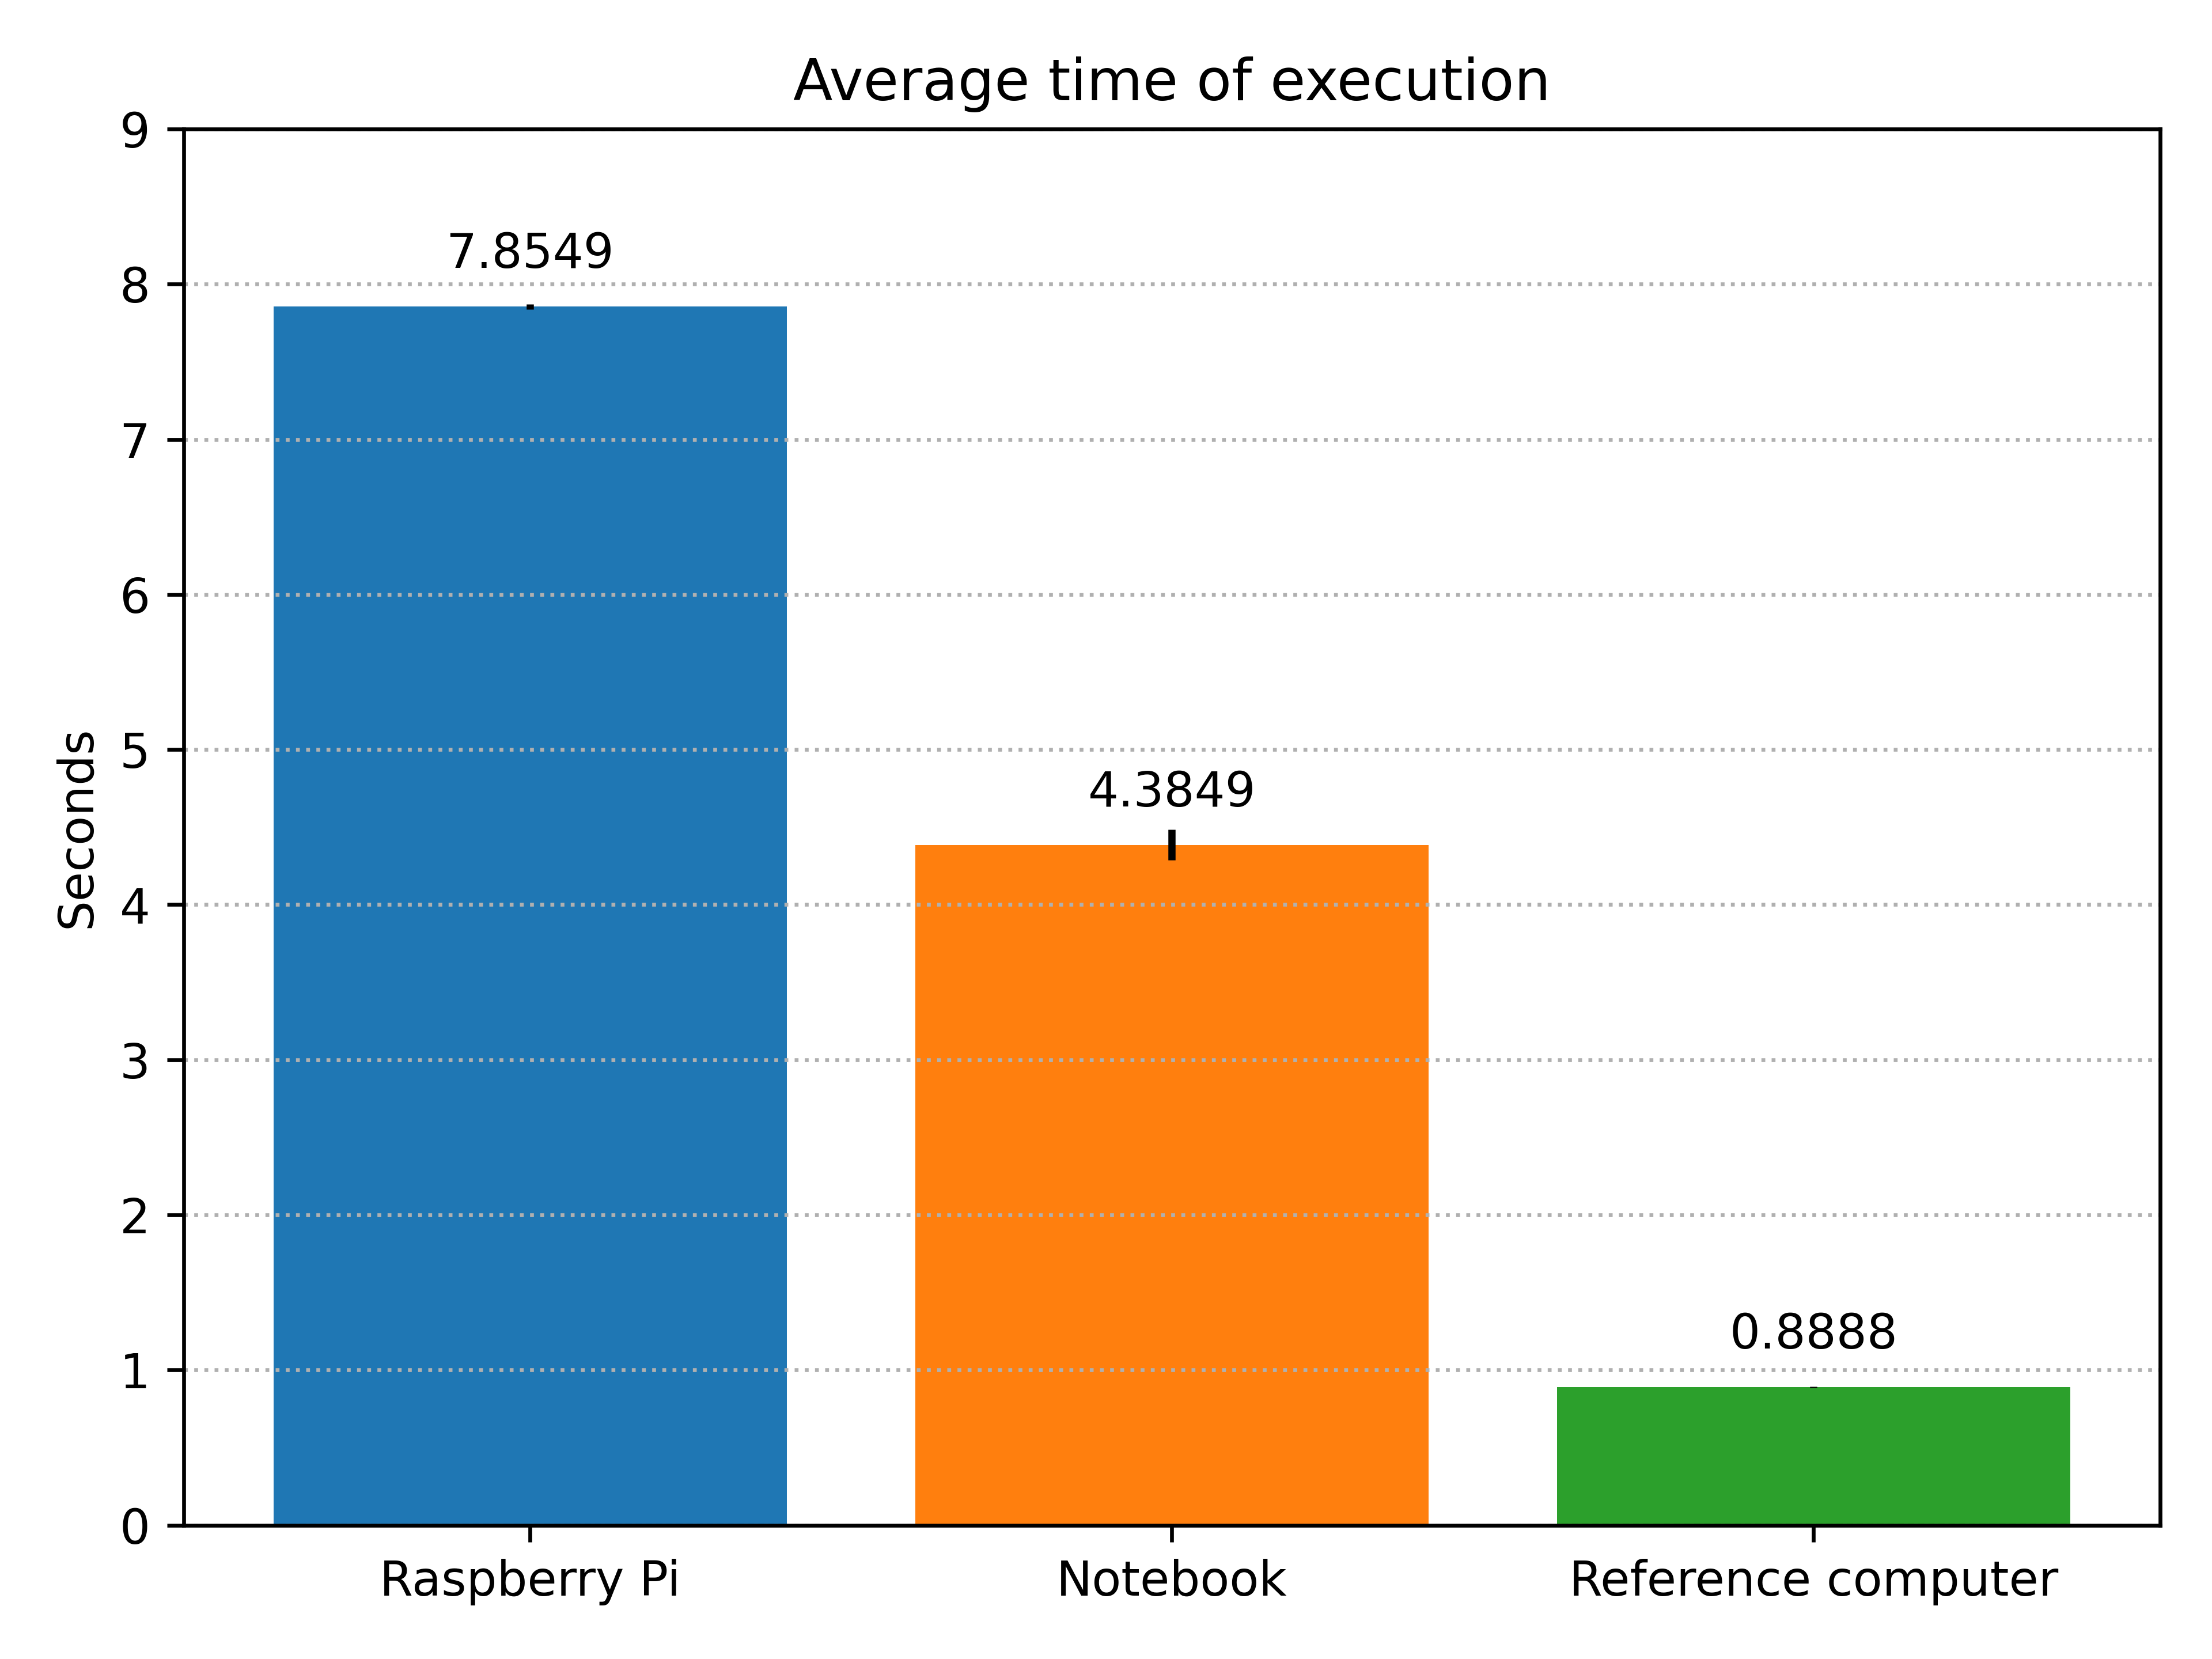 Average time of execution
9
8
7
6
5
4
3
2
1
0
Seconds
7.8549
4.3849
0.8888
Raspberry Pi
Notebook
Reference computer